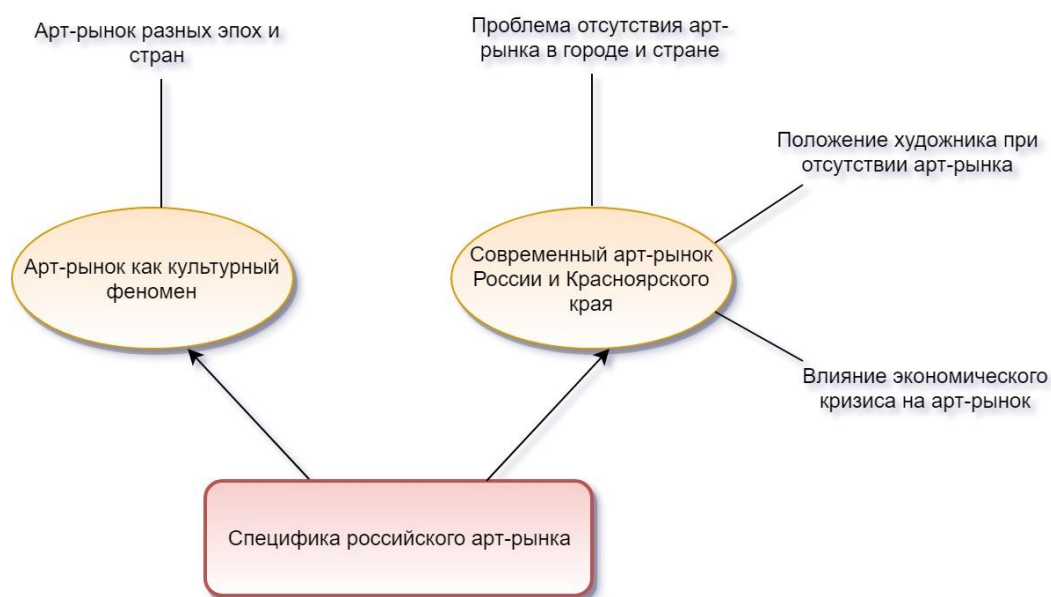 Арт-рынок разных эпох и
стран
Проблема отсутствия арт-
рынка в городе и стране
Положение художника при
отсутствии арт-рынка
Арт-рынок как культурный
феномен
Современный арт-рынок
России и Красноярского
края
Влияние экономического
кризиса на арт-рынок
Специфика российского арт-рынка